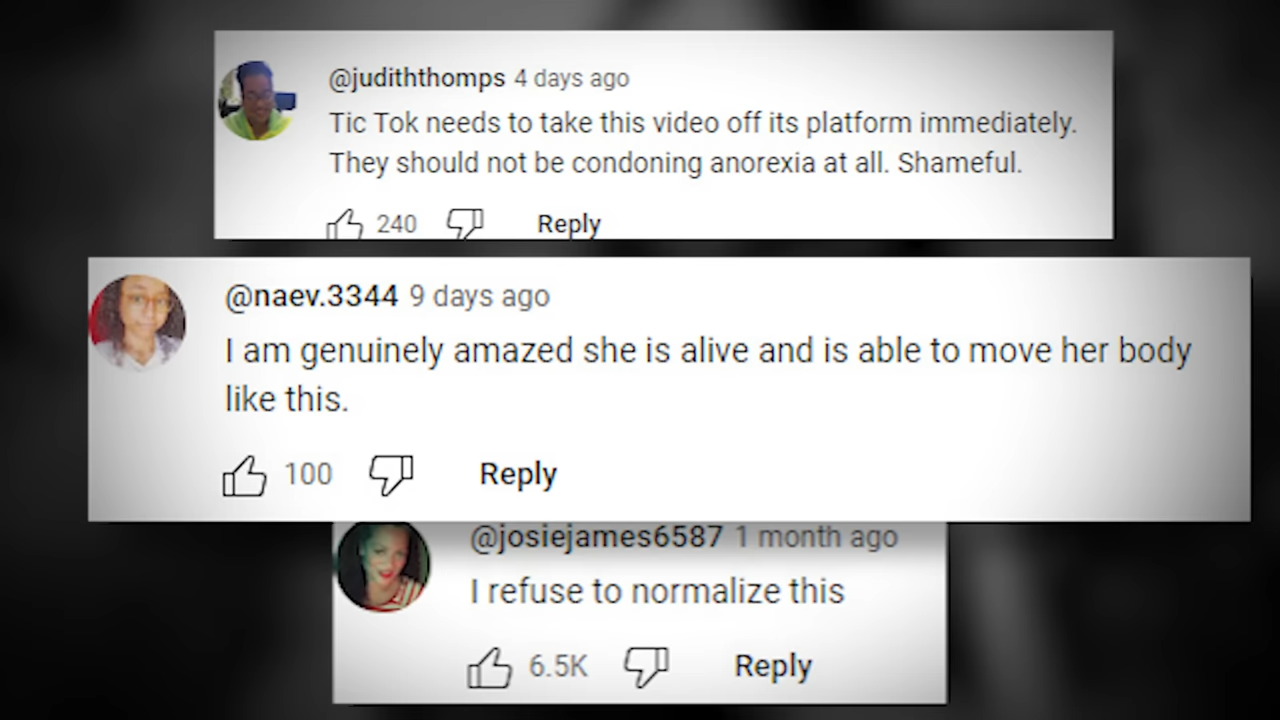 @judiththomps 4 days ago
Tic Tok needs to take this video off its platform immediately.
They should not be condoning anorexia at all. Shameful.
240 Reply
@naev.3344 9 days ago
I am genuinely amazed she is alive and is able to move her body
like this.
100 Reply
@josiejames6587 1 month ago
I refuse to normalize this
6.5K Reply